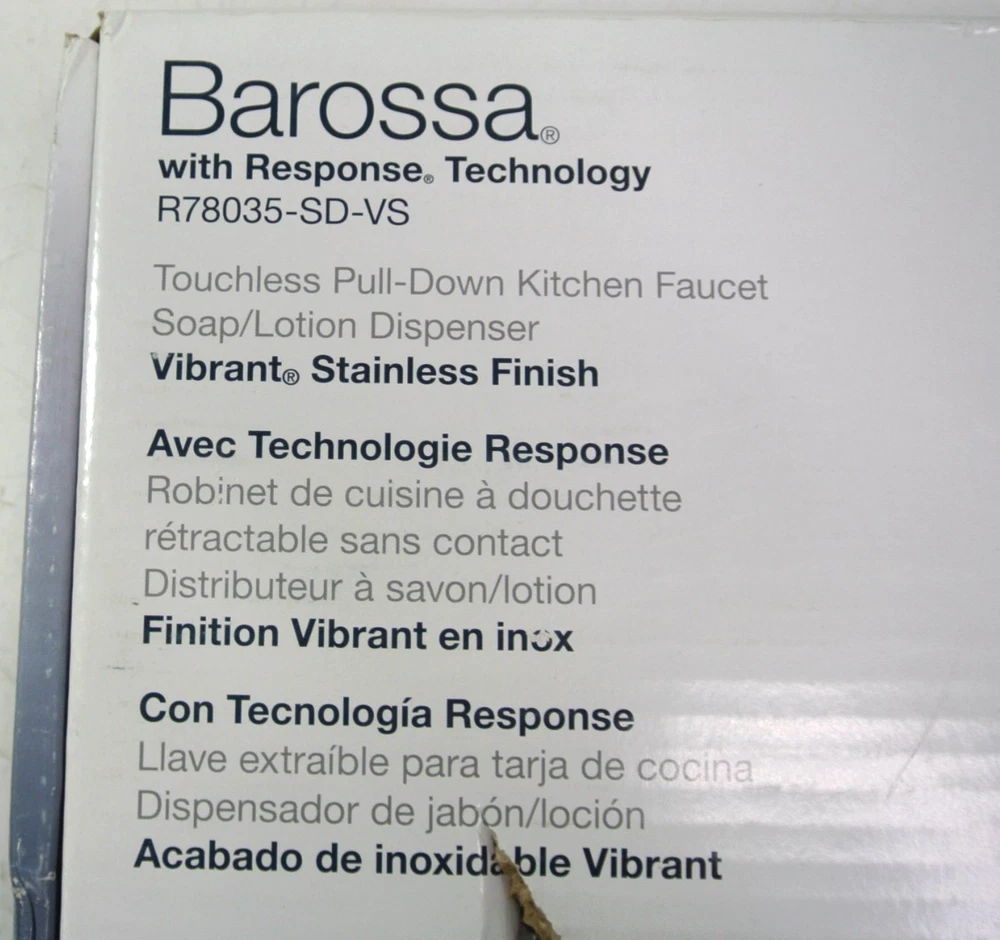 Barossa®
with Response® Technology
R78035-SD-VS
Touchless Pull-Down Kitchen Faucet
Soap/Lotion Dispenser
Vibrant® Stainless Finish
Avec Technologie Response
Robinet de cuisine à douchette
rétractable sans contact
Distributeur à savon/lotion
Finition Vibrant en inox
Con Tecnología Response
Llave extraíble para tarja de cocina
Dispensador de jabón/loción
Acabado de inoxidable Vibrant